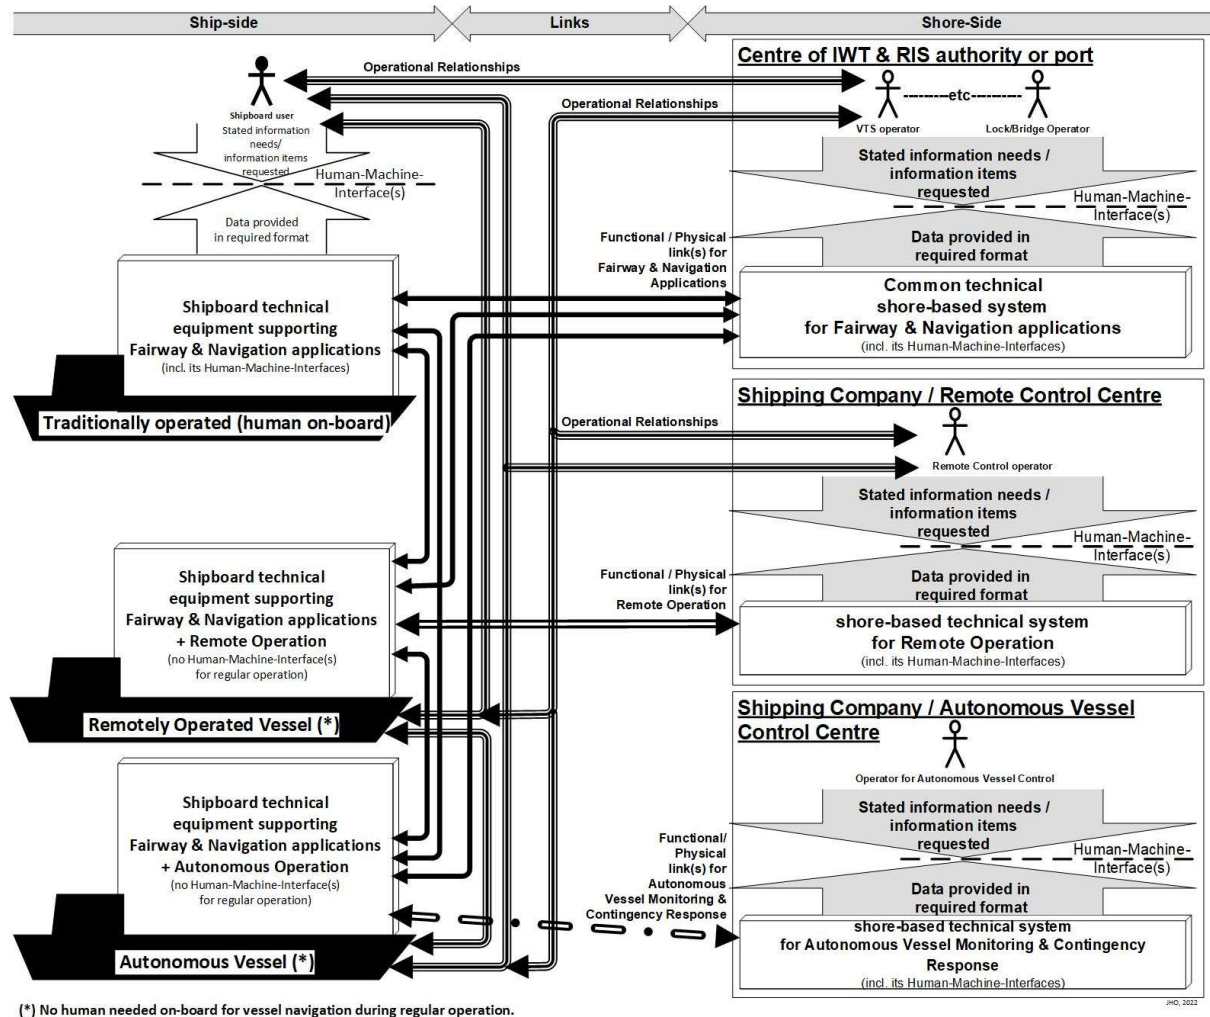 Ship-side
Links
Shore-Side
Operational Relationships
Shipboard user
Stated information
needs/
information items
requested
Human-Machine-
Interface(s)
Data provided
in required format
Shipboard technical
equipment supporting
Fairway & Navigation applications
(incl. its Human-Machine-Interfaces)
Traditionally operated (human on-board)
Shipboard technical
equipment supporting
Fairway & Navigation applications
+ Remote Operation
(no Human-Machine-Interface(s)
for regular operation)
Remotely Operated Vessel (*)
Shipboard technical
equipment supporting
Fairway & Navigation applications
+ Autonomous Operation
(no Human-Machine-Interface(s)
for regular operation)
Autonomous Vessel (*)
(*) No human needed on-board for vessel navigation during regular operation.
Operational Relationships
Functional / Physical
link(s) for
Fairway & Navigation
Applications
Operational Relationships
Functional / Physical
link(s) for
Remote Operation
Functional/
Physical
link(s) for
Autonomous
Vessel Monitoring &
Contingency Response
Centre of IWT & RIS authority or port
---------etc---------
VTS operator
Lock/Bridge Operator
Stated information needs /
information items
requested
Human-Machine-
Interface(s)
Data provided in
required format
Common technical
shore-based system
for Fairway & Navigation applications
(incl. its Human-Machine-Interfaces)
Shipping Company / Remote Control Centre
Remote Control operator
Stated information needs /
information items
requested
Human-Machine-
Interface(s)
Data provided in
required format
shore-based technical system
for Remote Operation
(incl. its Human-Machine-Interfaces)
Shipping Company / Autonomous Vessel
Control Centre
Operator for Autonomous Vessel Control
Stated information needs /
information items
requested
Human-Machine-
Interface(s)
Data provided in
required format
shore-based technical system
for Autonomous Vessel Monitoring & Contingency
Response
(incl. its Human-Machine-Interfaces)
JHO, 2022